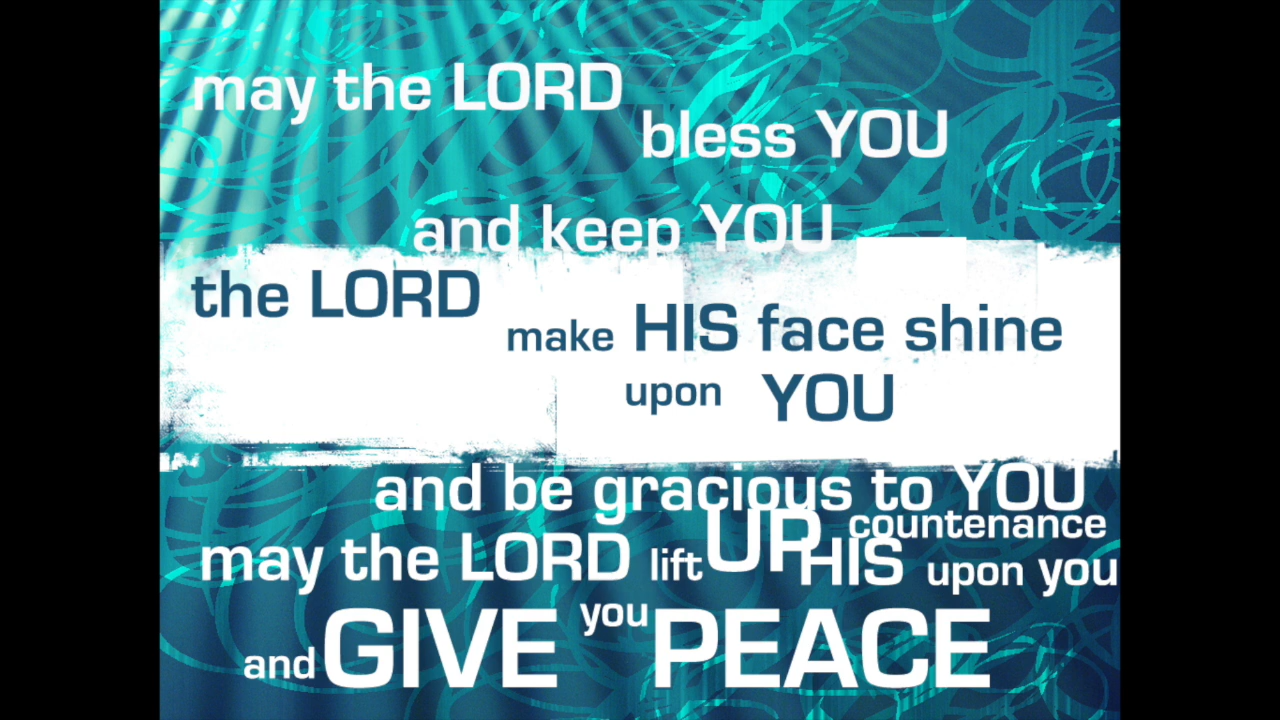 may the LORD
bless YOU
and keep YOU
the LORD
make HIS face shine
upon YOU
and be gracious to YOU
may the LORD lift UP HIS countenance
upon you
and GIVE you PEACE